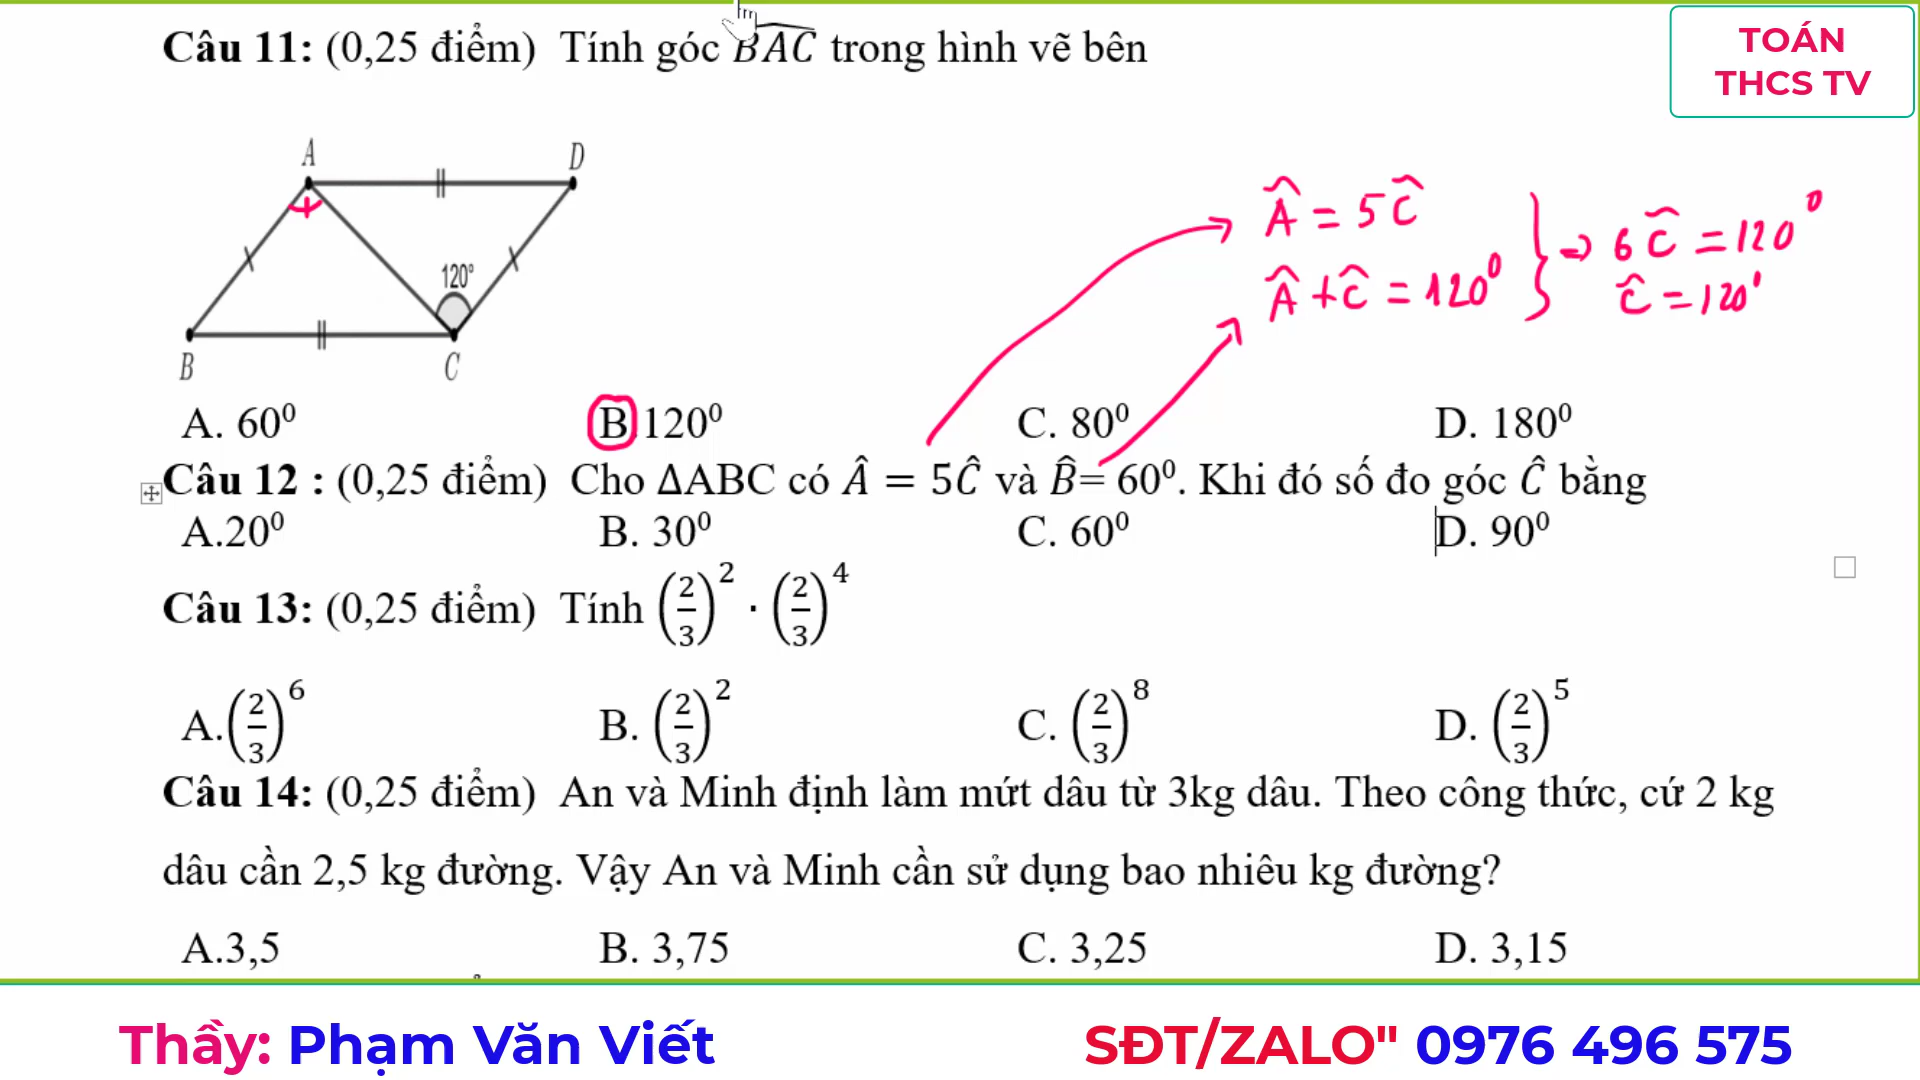 Câu 11: (0,25 điểm) Tính góc BAC trong hình vẽ bên
TOÁN
THCS TV
A
D
120°
B
C
Â = 5Ĉ
Â + Ĉ = 120⁰
} ⇒ 6Ĉ = 120⁰
Ĉ = 120'
A. 60⁰ B 120⁰ C. 80⁰ D. 180⁰
Câu 12 : (0,25 điểm) Cho ΔABC có Â = 5Ĉ và B̂= 60⁰. Khi đó số đo góc Ĉ bằng
A.20⁰ B. 30⁰ C. 60⁰ D. 90⁰
Câu 13: (0,25 điểm) Tính (2/3)² · (2/3)⁴
A.(2/3)⁶ B. (2/3)² C. (2/3)⁸ D. (2/3)⁵
Câu 14: (0,25 điểm) An và Minh định làm mứt dâu từ 3kg dâu. Theo công thức, cứ 2 kg
dâu cần 2,5 kg đường. Vậy An và Minh cần sử dụng bao nhiêu kg đường?
A.3,5 B. 3,75 C. 3,25 D. 3,15
Thầy: Phạm Văn Viết SĐT/ZALO" 0976 496 575